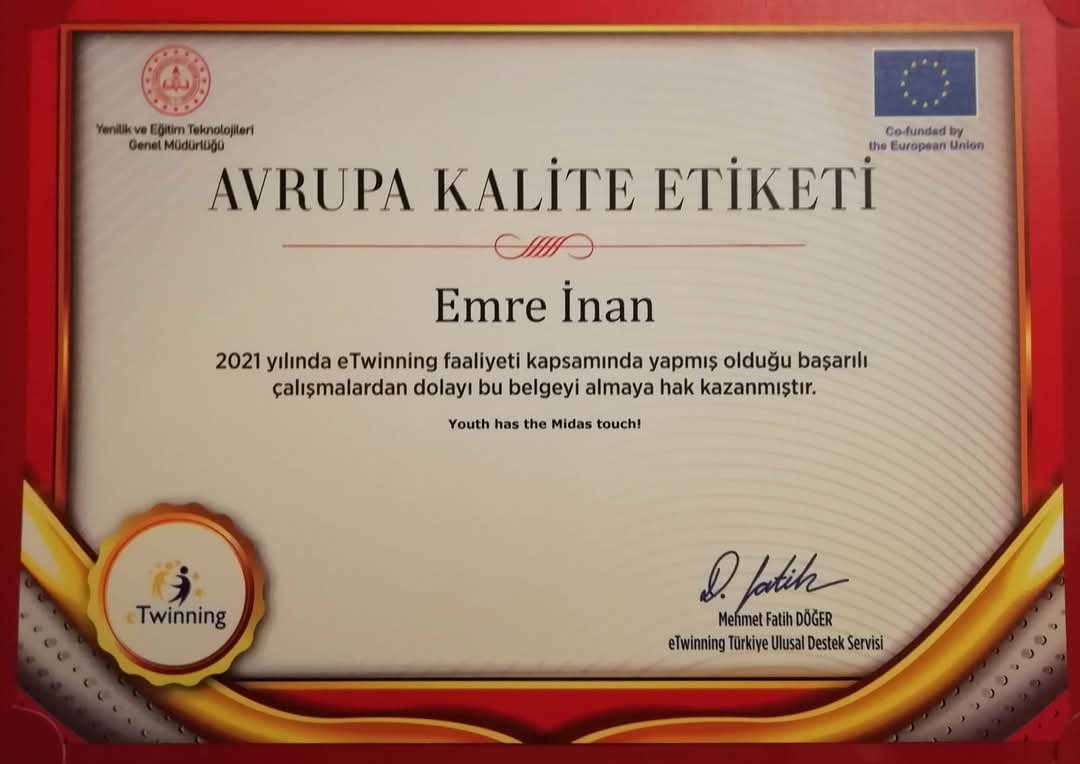 Yenilik ve Eğitim Teknolojileri
Genel Müdürlüğü
Co-funded by
the European Union
AVRUPA KALİTE ETİKETİ
Emre İnan
2021 yılında eTwinning faaliyeti kapsamında yapmış olduğu başarılı
çalışmalardan dolayı bu belgeyi almaya hak kazanmıştır.
Youth has the Midas touch!
eTwinning
D. Fatih
Mehmet Fatih DÖĞER
eTwinning Türkiye Ulusal Destek Servisi